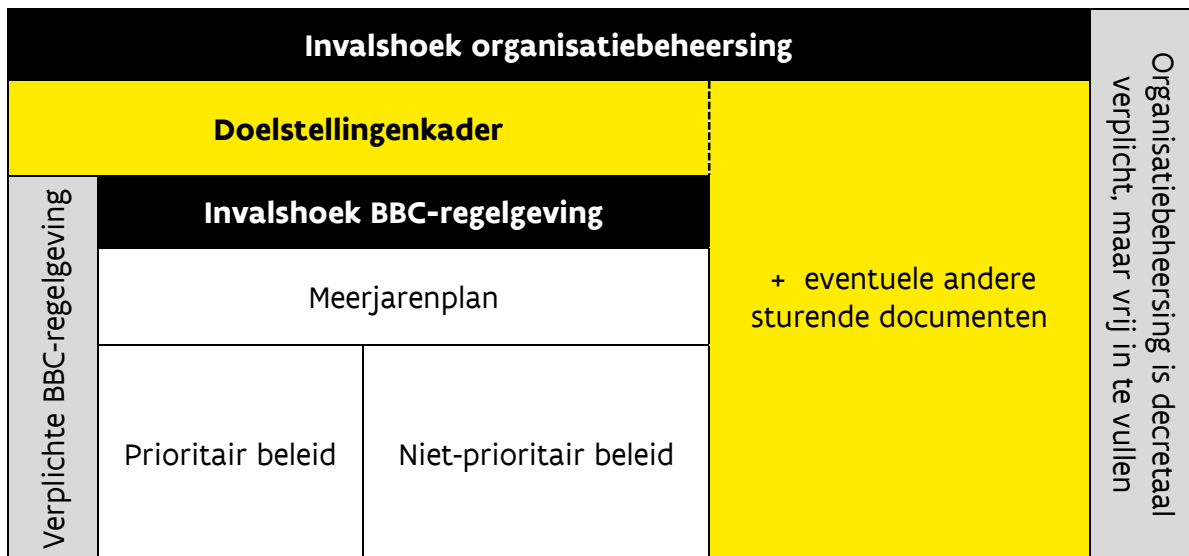 Invalshoek organisatiebeheersing
Doelstellingenkader
Invalshoek BBC-regelgeving
Verplichte BBC-regelgeving
Meerjarenplan
Prioritair beleid
Niet-prioritair beleid
+ eventuele andere
sturende documenten
Organisatiebeheersing is decretaal
verplicht, maar vrij in te vullen